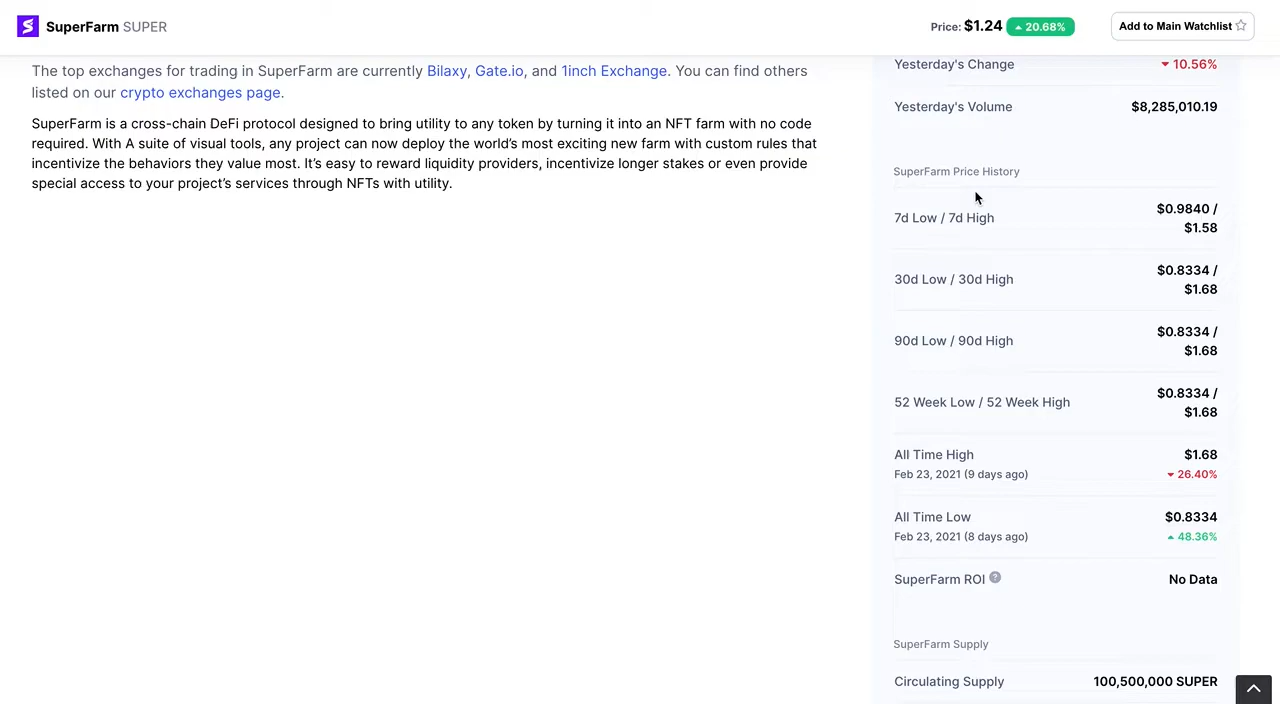 SuperFarm SUPER
Price: $1.24 20.68%
Add to Main Watchlist
The top exchanges for trading in SuperFarm are currently Bilaxy, Gate.io, and 1inch Exchange. You can find others
listed on our crypto exchanges page.
SuperFarm is a cross-chain DeFi protocol designed to bring utility to any token by turning it into an NFT farm with no code
required. With A suite of visual tools, any project can now deploy the world's most exciting new farm with custom rules that
incentivize the behaviors they value most. It's easy to reward liquidity providers, incentivize longer stakes or even provide
special access to your project's services through NFTs with utility.
Yesterday's Change 10.56%
Yesterday's Volume $8,285,010.19
SuperFarm Price History
7d Low / 7d High $0.9840 /
$1.58
30d Low / 30d High $0.8334 /
$1.68
90d Low / 90d High $0.8334 /
$1.68
52 Week Low / 52 Week High $0.8334 /
$1.68
All Time High $1.68
Feb 23, 2021 (9 days ago) 26.40%
All Time Low $0.8334
Feb 23, 2021 (8 days ago) 48.36%
SuperFarm ROI ? No Data
SuperFarm Supply
Circulating Supply 100,500,000 SUPER